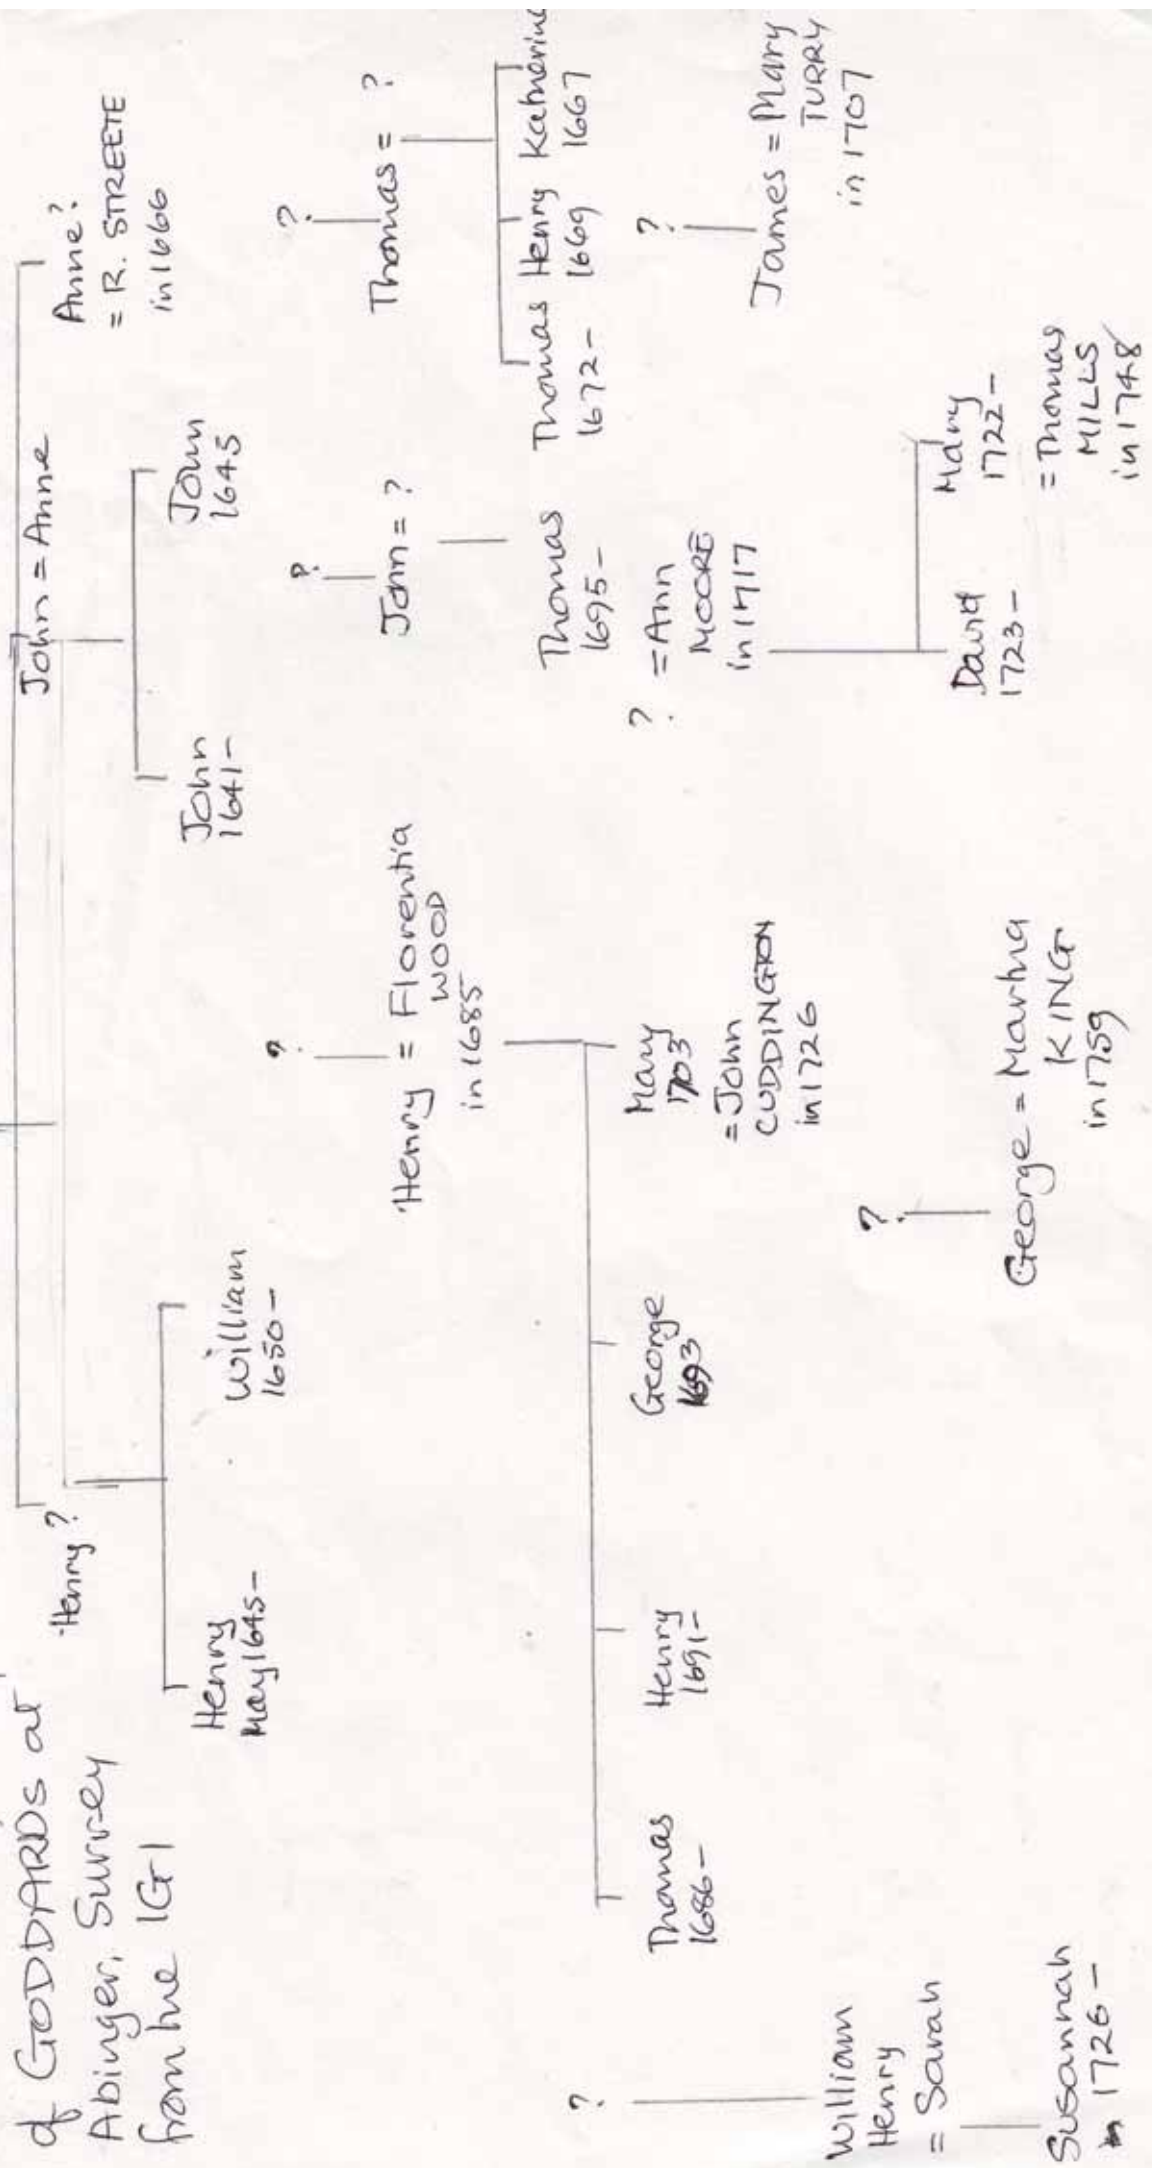 of GODDARDs at
Abinger, Surrey
from the IGI
Henry?
John = Anne
Anne?
= R. STREETE
in 1666
Henry
May 1645-
William
1650-
John
1641-
John
1645
?
Henry = Florentia
WOOD
in 1685
?
John = ?
?
Thomas = ?
Thomas
1686-
Henry
1691-
George
1693
Mary
1703
= John
CUDDINGTON
in 1726
Thomas
1695-
? = Ann
MOORE
in 1717
Thomas Henry Katherine
1672- 1669 1667
?
James = Mary
TURRY
in 1707
?
William
Henry
= Sarah
Susannah
1726-
?
George = Martha
KING
in 1759
David
1723-
Mary
1722-
= Thomas
MILLS
in 1748